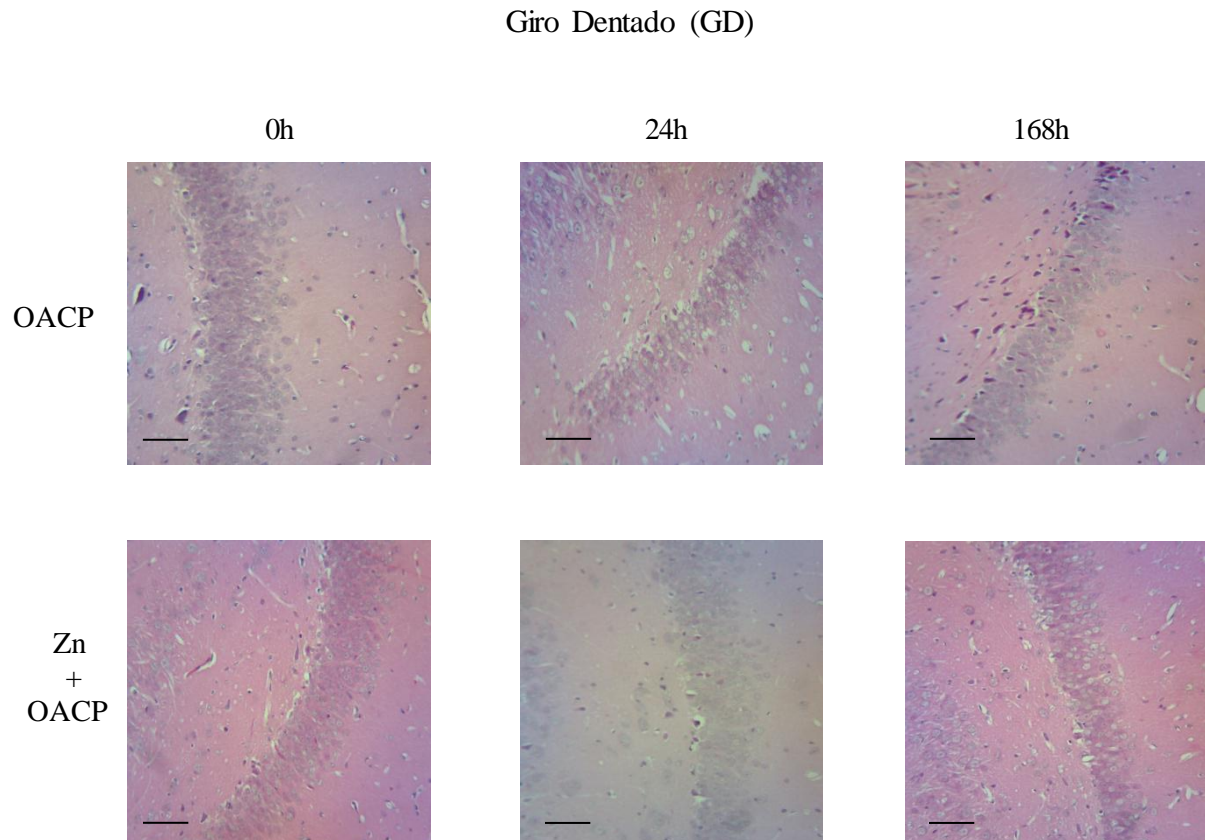 Giro Dentado (GD)
0h 24h 168h
OACP
Zn
+
OACP